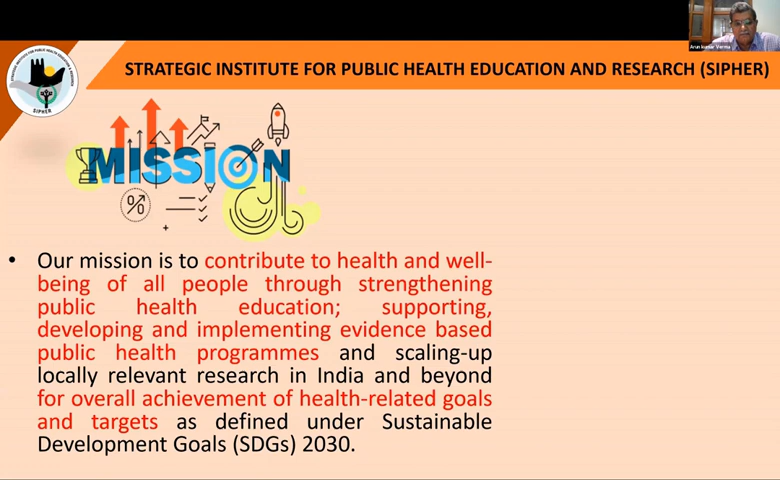 Arun kumar Verma
STRATEGIC INSTITUTE FOR PUBLIC HEALTH EDUCATION AND RESEARCH (SIPHER)
SIPHER
MISSION
%
• Our mission is to contribute to health and well-
being of all people through strengthening
public health education; supporting,
developing and implementing evidence based
public health programmes and scaling-up
locally relevant research in India and beyond
for overall achievement of health-related goals
and targets as defined under Sustainable
Development Goals (SDGs) 2030.